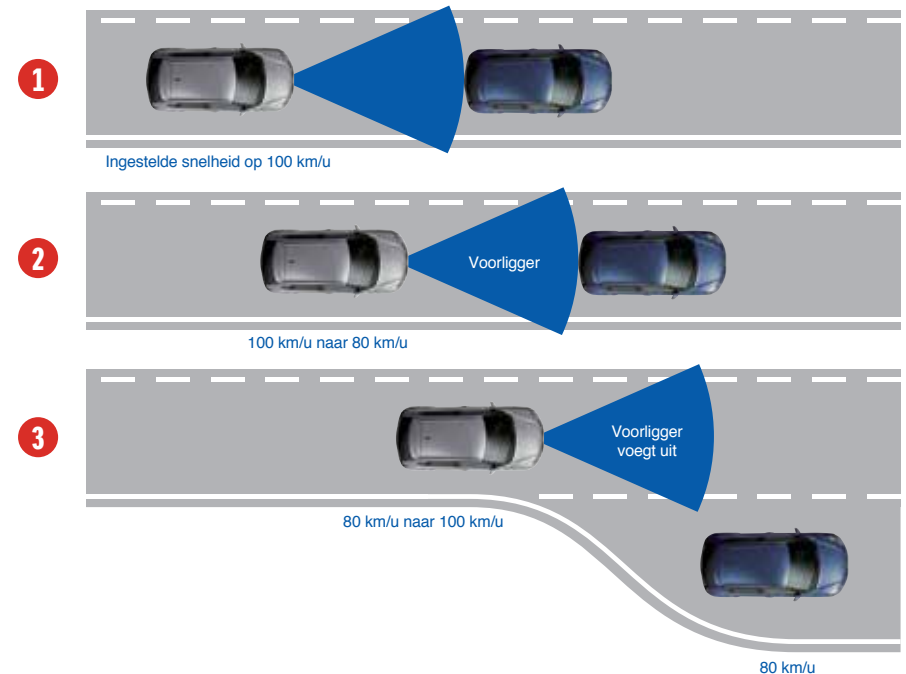 1
Ingestelde snelheid op 100 km/u
2
Voorligger
100 km/u naar 80 km/u
3
Voorligger
voegt uit
80 km/u naar 100 km/u
80 km/u